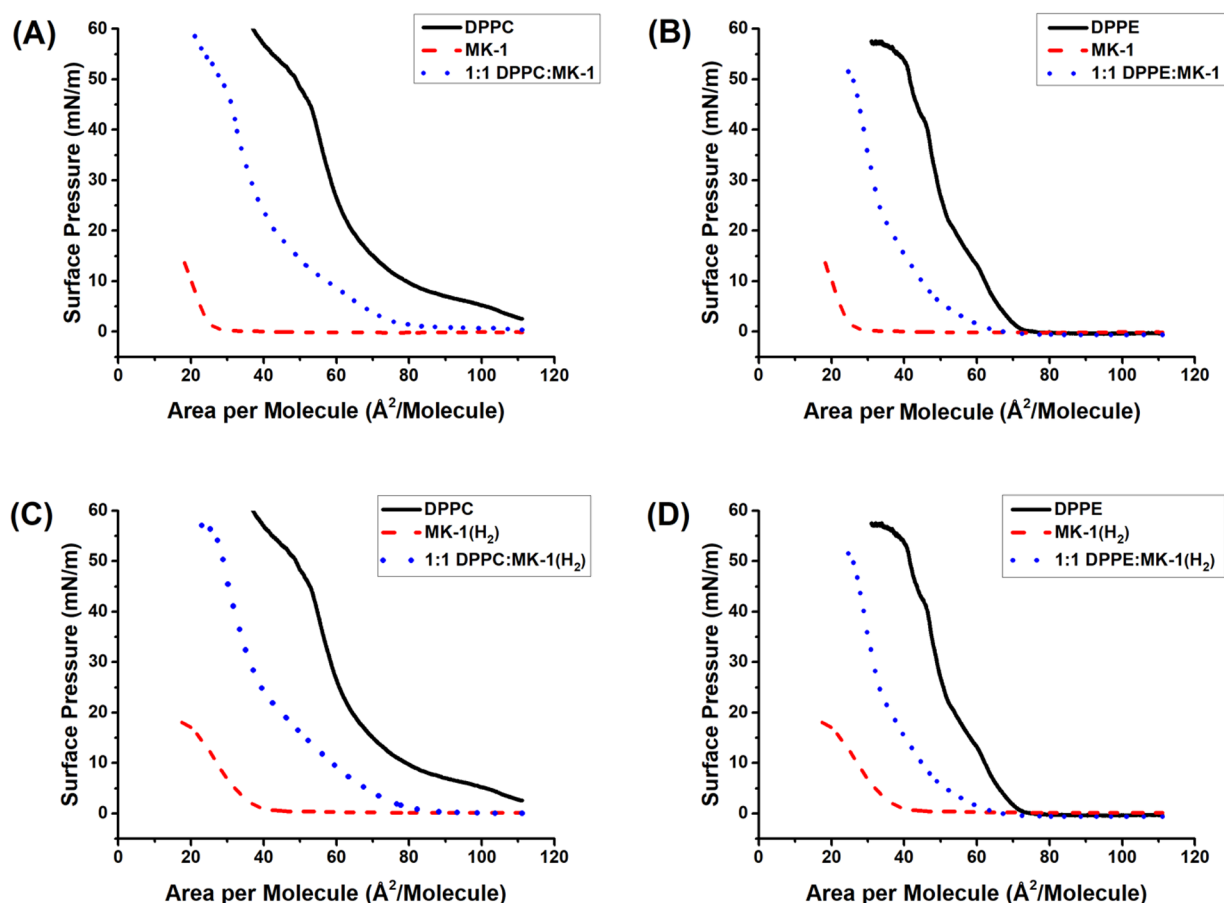 (A)
DPPC
MK-1
1:1 DPPC:MK-1
60
50
40
30
20
10
0
Surface Pressure (mN/m)
0 20 40 60 80 100 120
Area per Molecule (Å²/Molecule)
(B)
DPPE
MK-1
1:1 DPPE:MK-1
60
50
40
30
20
10
0
Surface Pressure (mN/m)
0 20 40 60 80 100 120
Area per Molecule (Å²/Molecule)
(C)
DPPC
MK-1(H₂)
1:1 DPPC:MK-1(H₂)
60
50
40
30
20
10
0
Surface Pressure (mN/m)
0 20 40 60 80 100 120
Area per Molecule (Å²/Molecule)
(D)
DPPE
MK-1(H₂)
1:1 DPPE:MK-1(H₂)
60
50
40
30
20
10
0
Surface Pressure (mN/m)
0 20 40 60 80 100 120
Area per Molecule (Å²/Molecule)